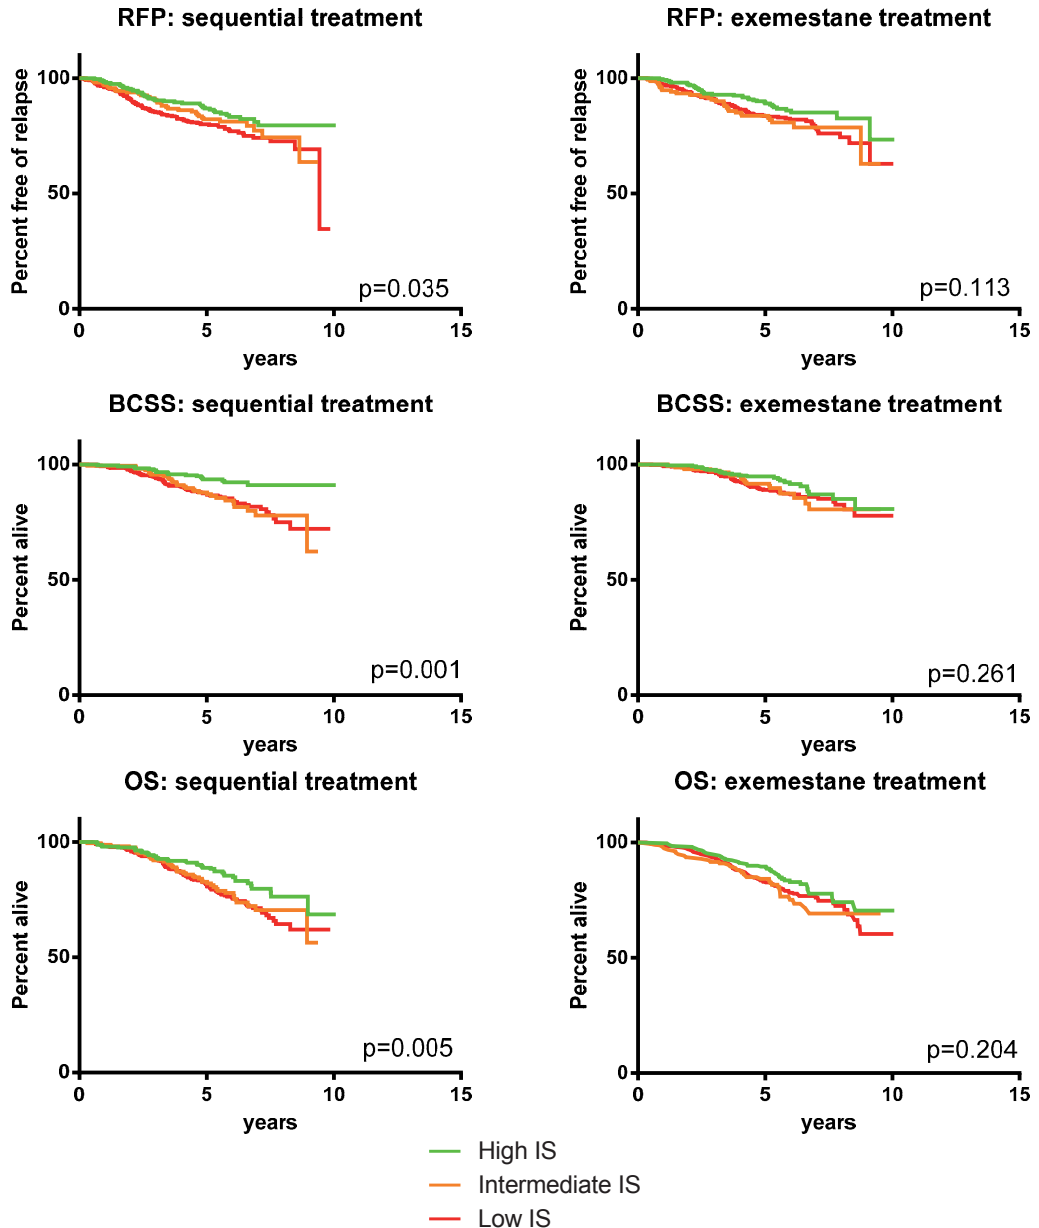 RFP: sequential treatment
Percent free of relapse
100
50
0
p=0.035
0 5 10 15
years
RFP: exemestane treatment
Percent free of relapse
100
50
0
p=0.113
0 5 10 15
years
BCSS: sequential treatment
Percent alive
100
50
0
p=0.001
0 5 10 15
years
BCSS: exemestane treatment
Percent alive
100
50
0
p=0.261
0 5 10 15
years
OS: sequential treatment
Percent alive
100
50
0
p=0.005
0 5 10 15
years
OS: exemestane treatment
Percent alive
100
50
0
p=0.204
0 5 10 15
years
High IS
Intermediate IS
Low IS